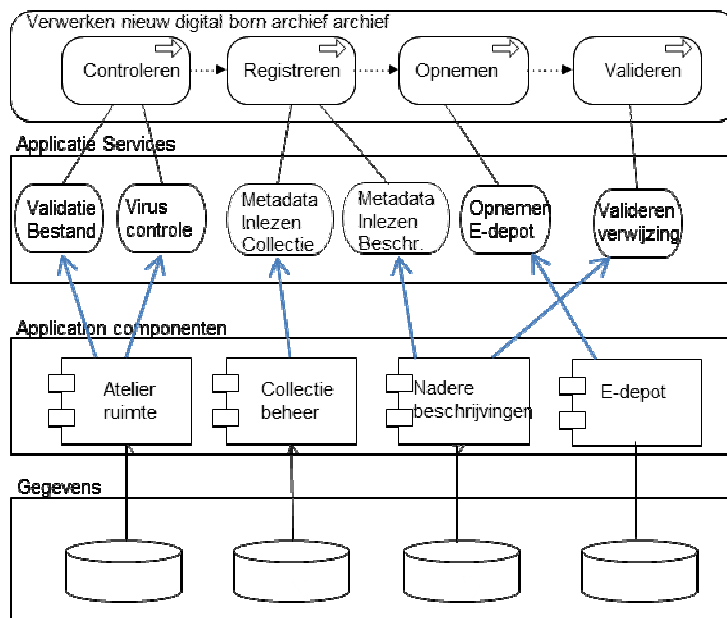 Verwerken nieuw digital born archief archief
Controleren
Registreren
Opnemen
Valideren
Applicatie Services
Validatie
Bestand
Virus
controle
Metadata
Inlezen
Collectie
Metadata
Inlezen
Beschr.
Opnemen
E-depot
Valideren
verwijzing
Application componenten
Atelier
ruimte
Collectie
beheer
Nadere
beschrijvingen
E-depot
Gegevens